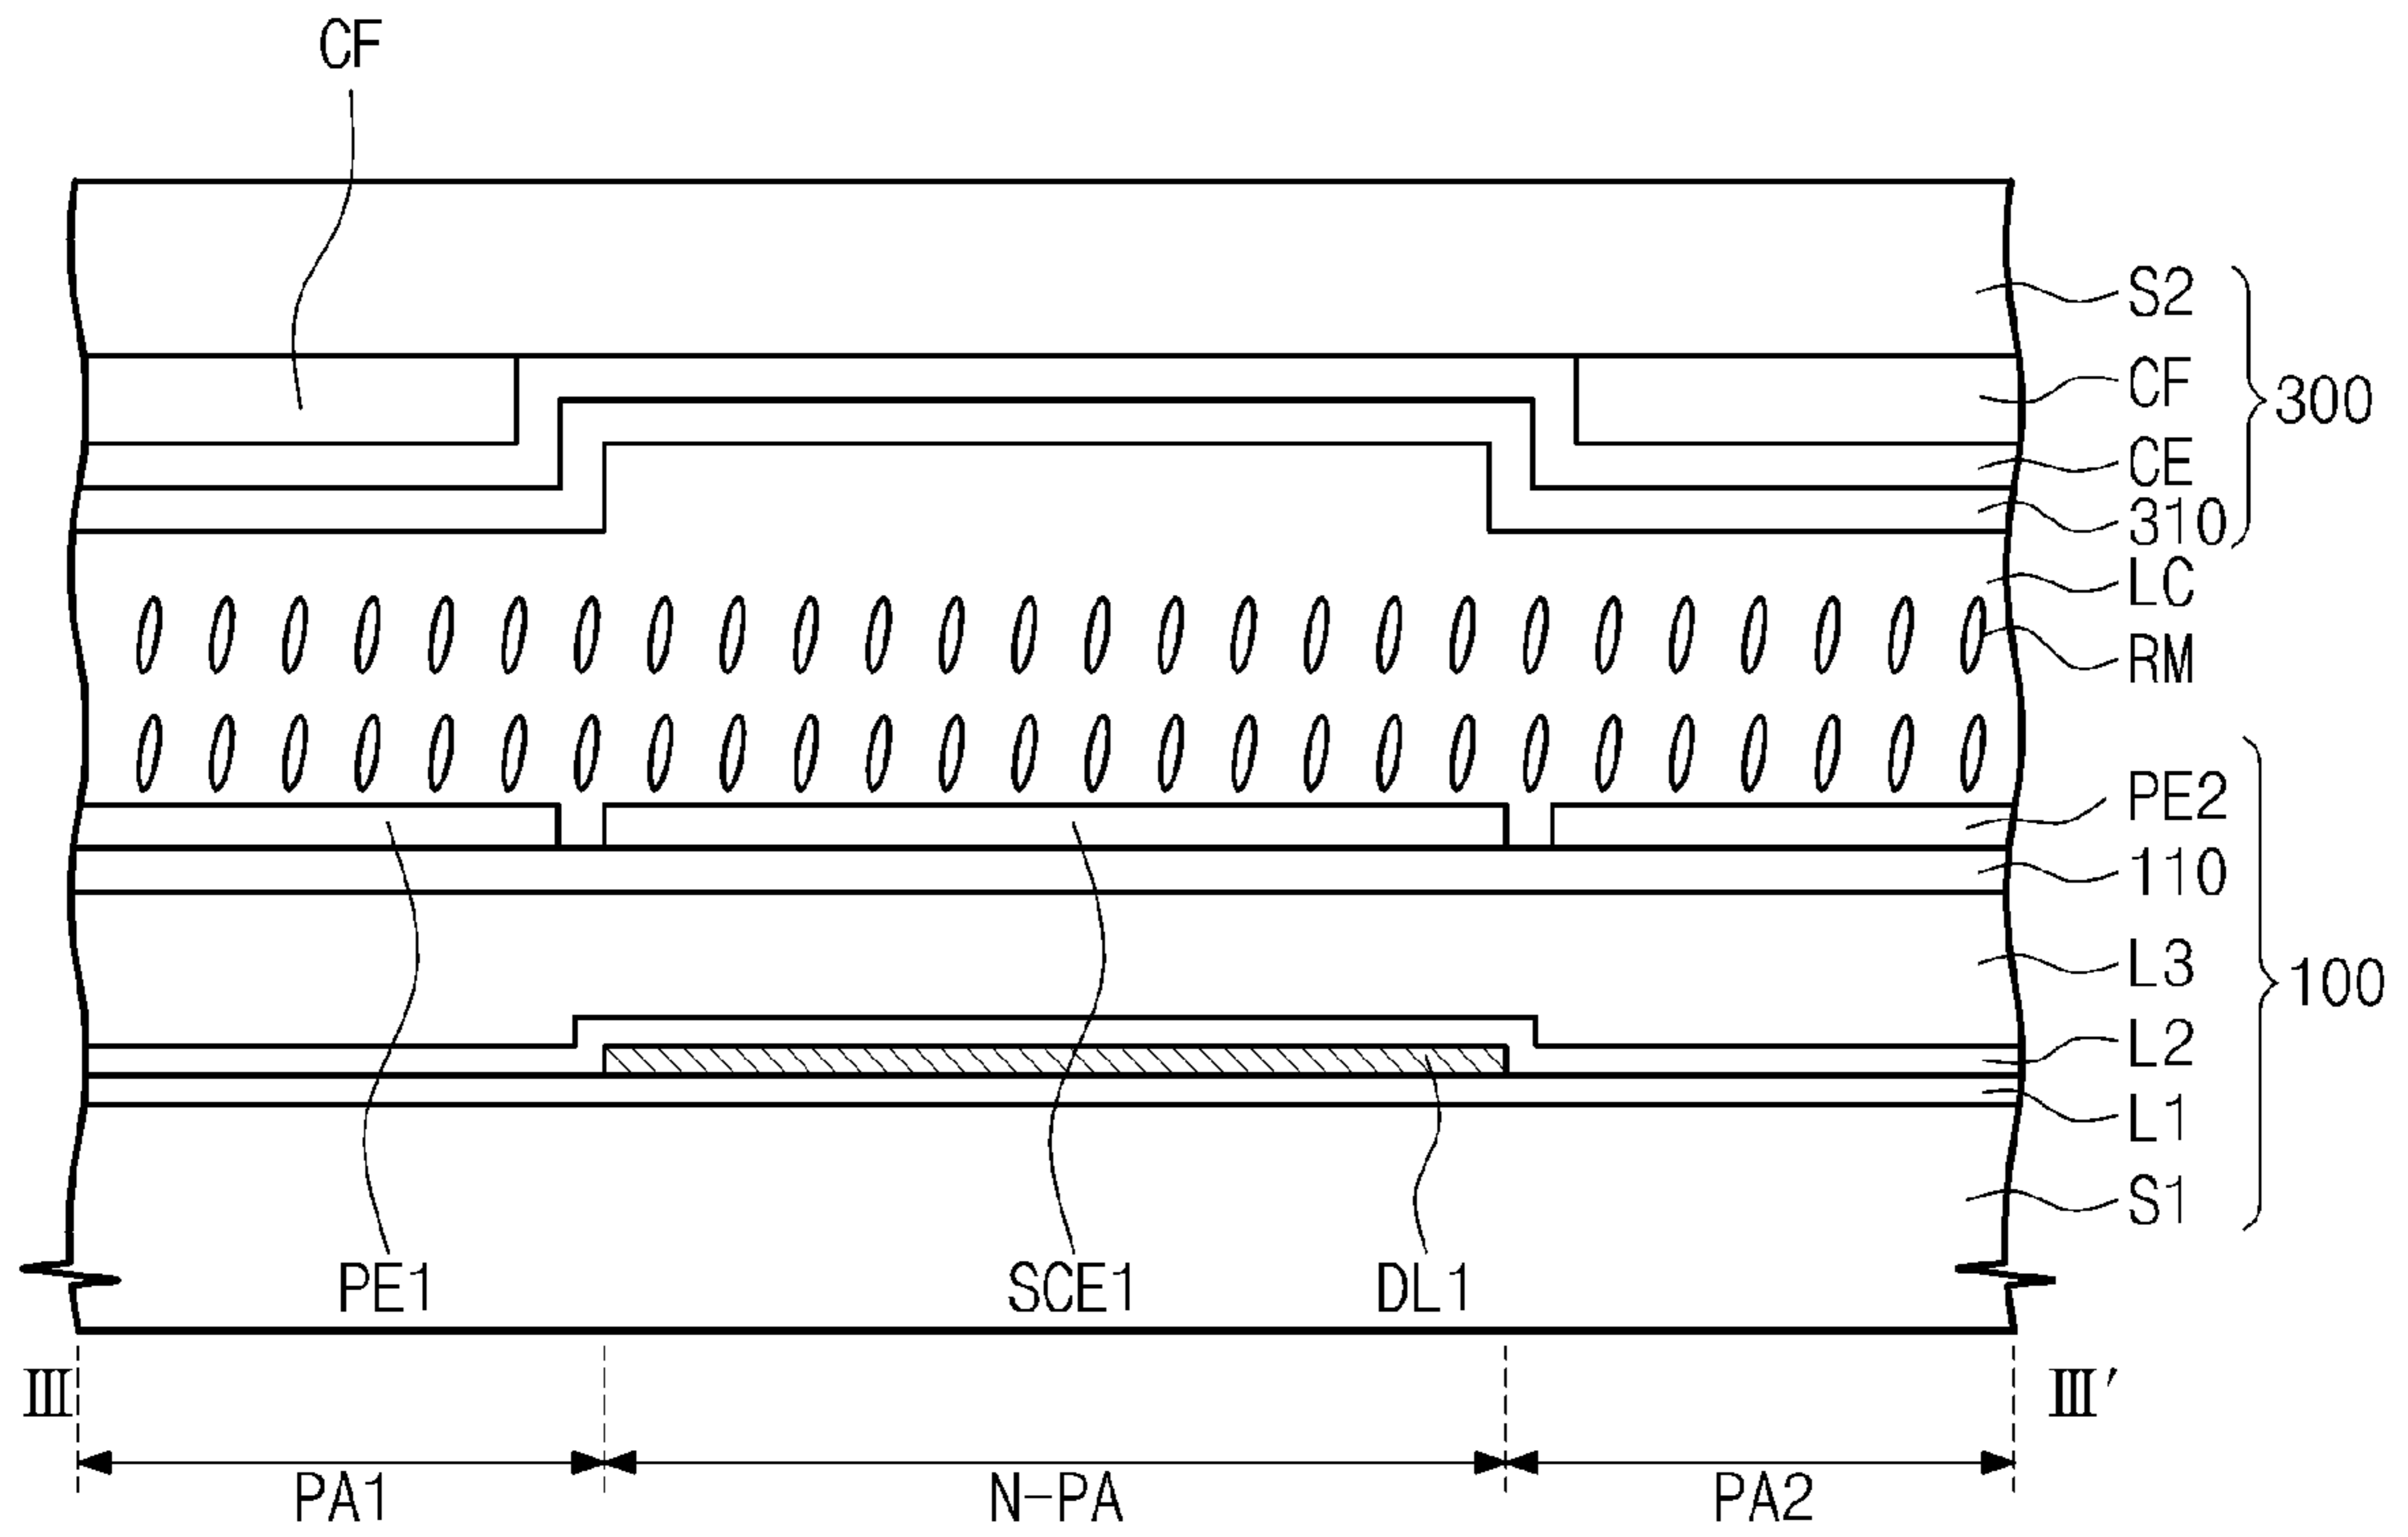 CF
S2
CF
300
CE
310
LC
RM
PE2
110
L3
100
L2
L1
S1
PE1 SCE1 DL1
III III'
PA1 N-PA PA2